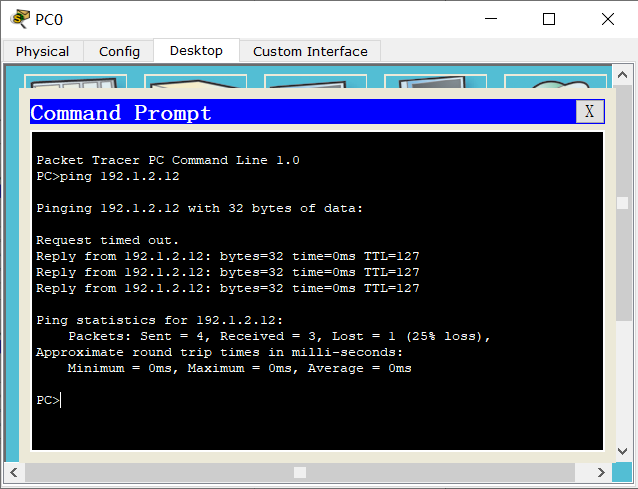 PC0
Physical Config Desktop Custom Interface
Command Prompt X
Packet Tracer PC Command Line 1.0
PC>ping 192.1.2.12
Pinging 192.1.2.12 with 32 bytes of data:
Request timed out.
Reply from 192.1.2.12: bytes=32 time=0ms TTL=127
Reply from 192.1.2.12: bytes=32 time=0ms TTL=127
Reply from 192.1.2.12: bytes=32 time=0ms TTL=127
Ping statistics for 192.1.2.12:
Packets: Sent = 4, Received = 3, Lost = 1 (25% loss),
Approximate round trip times in milli-seconds:
Minimum = 0ms, Maximum = 0ms, Average = 0ms
PC>